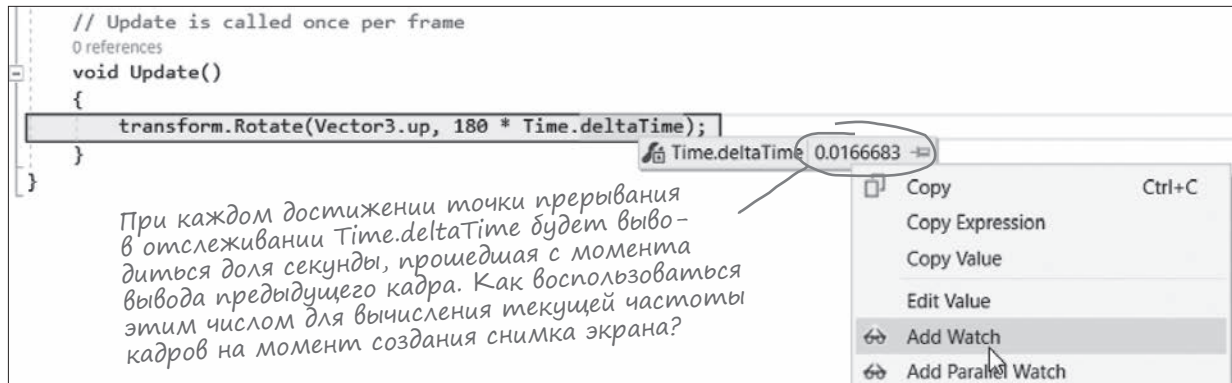 // Update is called once per frame
0 references
void Update()
{
transform.Rotate(Vector3.up, 180 * Time.deltaTime);
}
}
Time.deltaTime 0.0166683
При каждом достижении точки прерывания
в отслеживании Time.deltaTime будет выво-
диться доля секунды, прошедшая с момента
вывода предыдущего кадра. Как воспользоваться
этим числом для вычисления текущей частоты
кадров на момент создания снимка экрана?
Copy Ctrl+C
Copy Expression
Copy Value
Edit Value
Add Watch
Add Parallel Watch